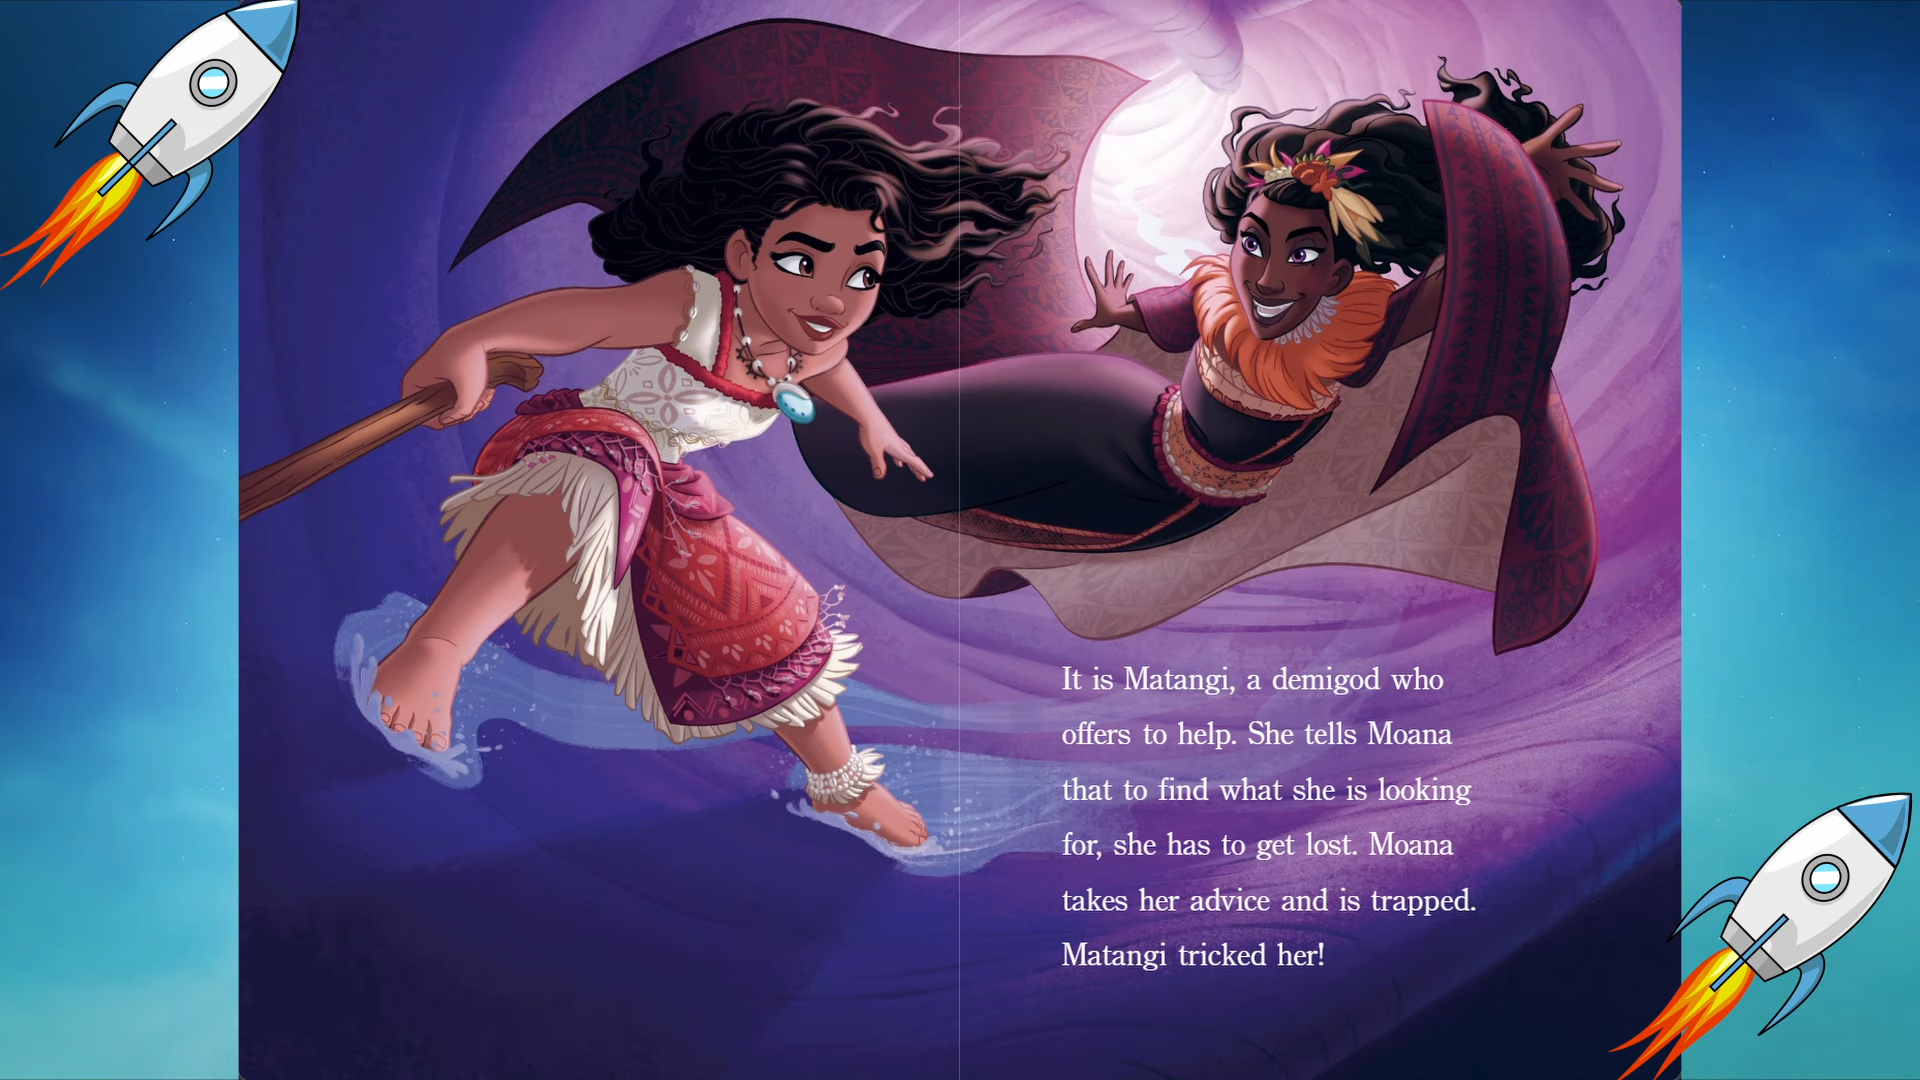 It is Matangi, a demigod who
offers to help. She tells Moana
that to find what she is looking
for, she has to get lost. Moana
takes her advice and is trapped.
Matangi tricked her!